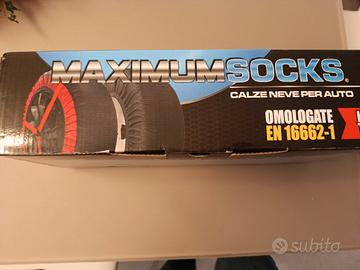 MAXIMUMSOCKS.
CALZE NEVE PER AUTO
OMOLOGATE
EN 16662-1
subito